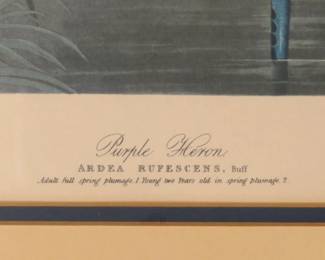 Purple Heron
ARDEA RUFESCENS, Buff
Adult full spring plumage. 1 Young two Years old in spring plumage. 2.